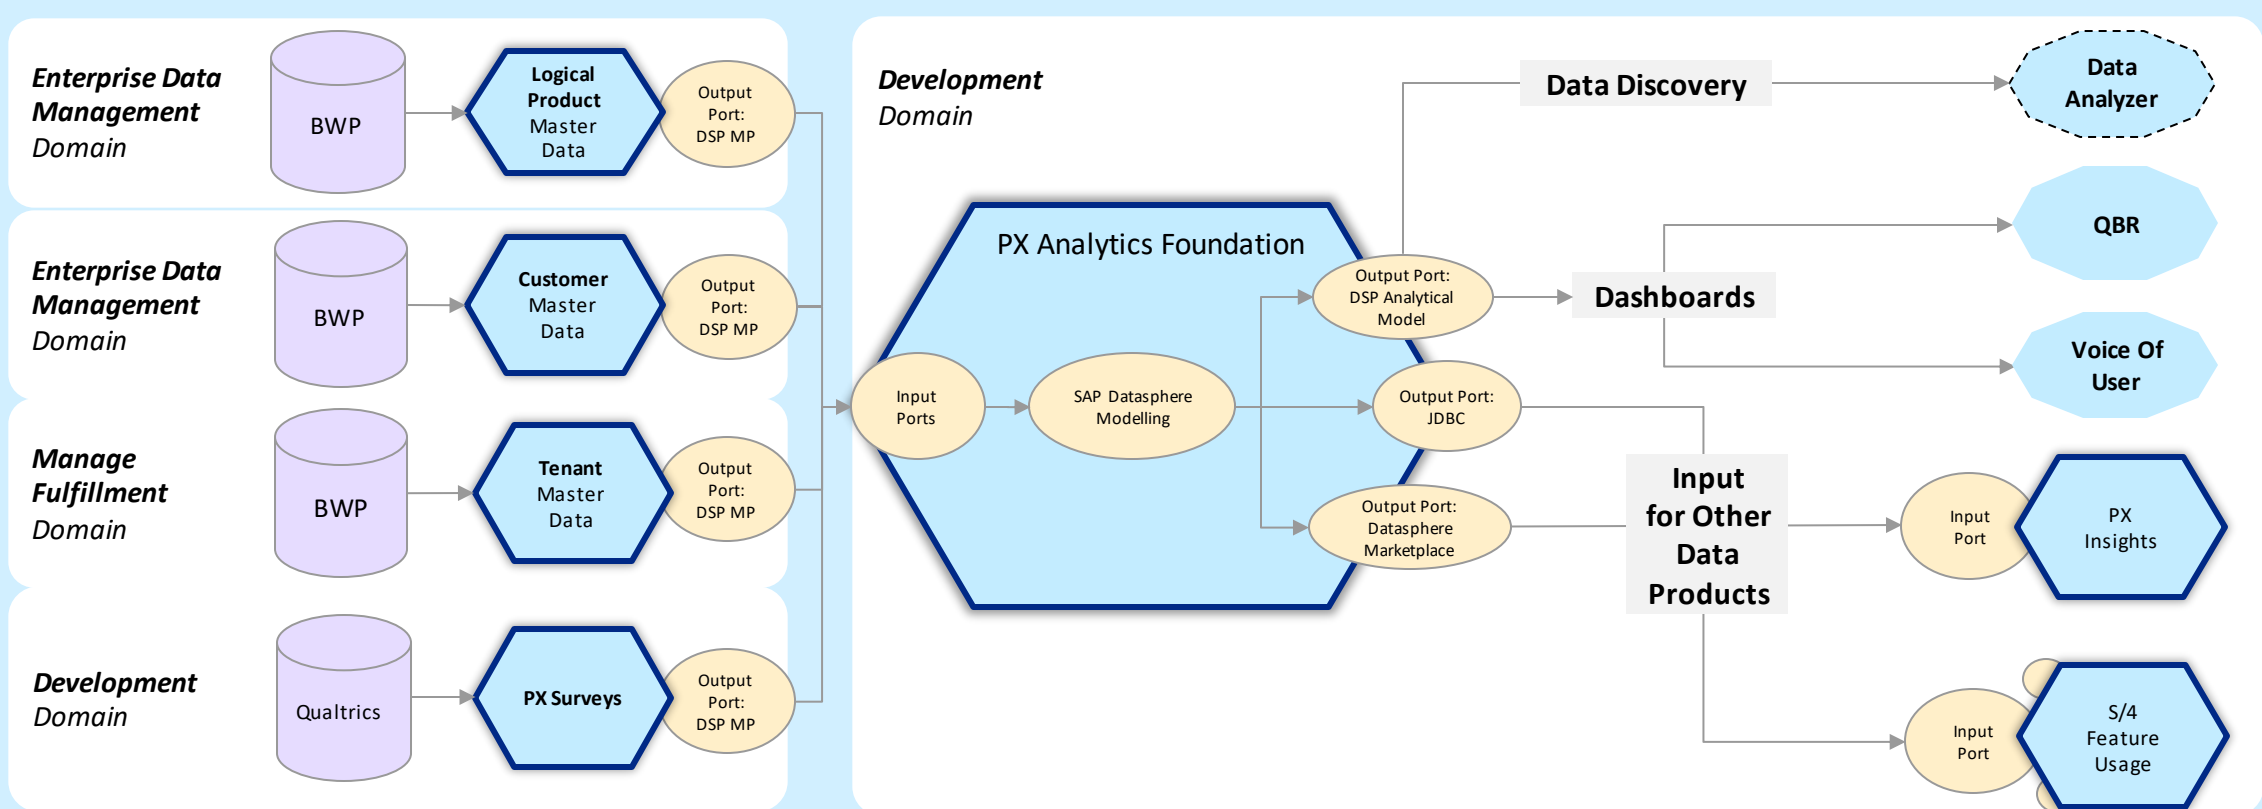 Enterprise Data
Management
Domain
BWP
Logical
Product
Master
Data
Output
Port:
DSP MP
Enterprise Data
Management
Domain
BWP
Customer
Master
Data
Output
Port:
DSP MP
Manage
Fulfillment
Domain
BWP
Tenant
Master
Data
Output
Port:
DSP MP
Development
Domain
Qualtrics
PX Surveys
Output
Port:
DSP MP
Development
Domain
PX Analytics Foundation
Input
Ports
SAP Datasphere
Modelling
Output Port:
DSP Analytical
Model
Output Port:
JDBC
Output Port:
Datasphere
Marketplace
Data Discovery
Data
Analyzer
Dashboards
QBR
Voice Of
User
Input
for Other
Data
Products
Input
Port
PX
Insights
Input
Port
S/4
Feature
Usage